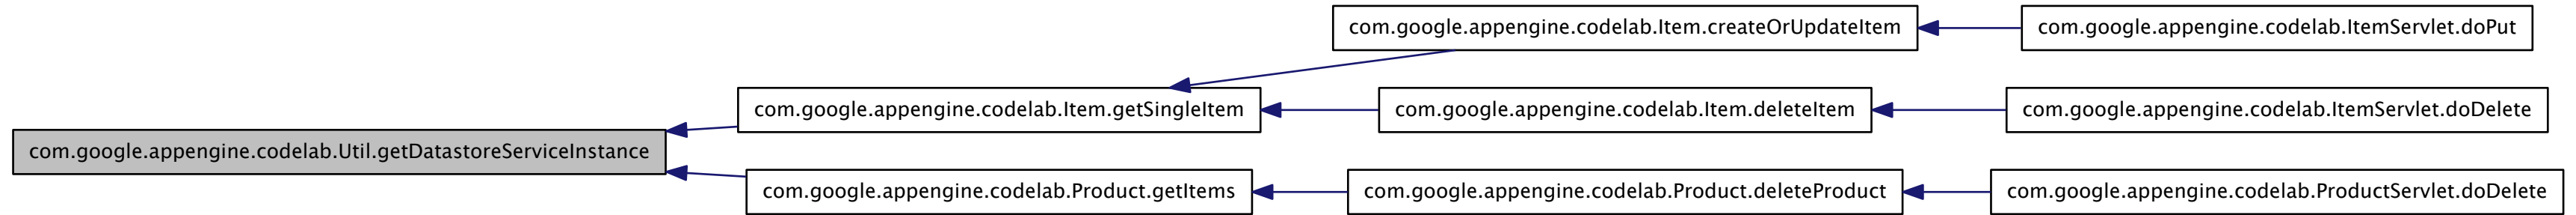 com.google.appengine.codelab.Item.createOrUpdateItem
com.google.appengine.codelab.ItemServlet.doPut
com.google.appengine.codelab.Item.getSingleItem
com.google.appengine.codelab.Item.deleteItem
com.google.appengine.codelab.ItemServlet.doDelete
com.google.appengine.codelab.Util.getDatastoreServiceInstance
com.google.appengine.codelab.Product.getItems
com.google.appengine.codelab.Product.deleteProduct
com.google.appengine.codelab.ProductServlet.doDelete